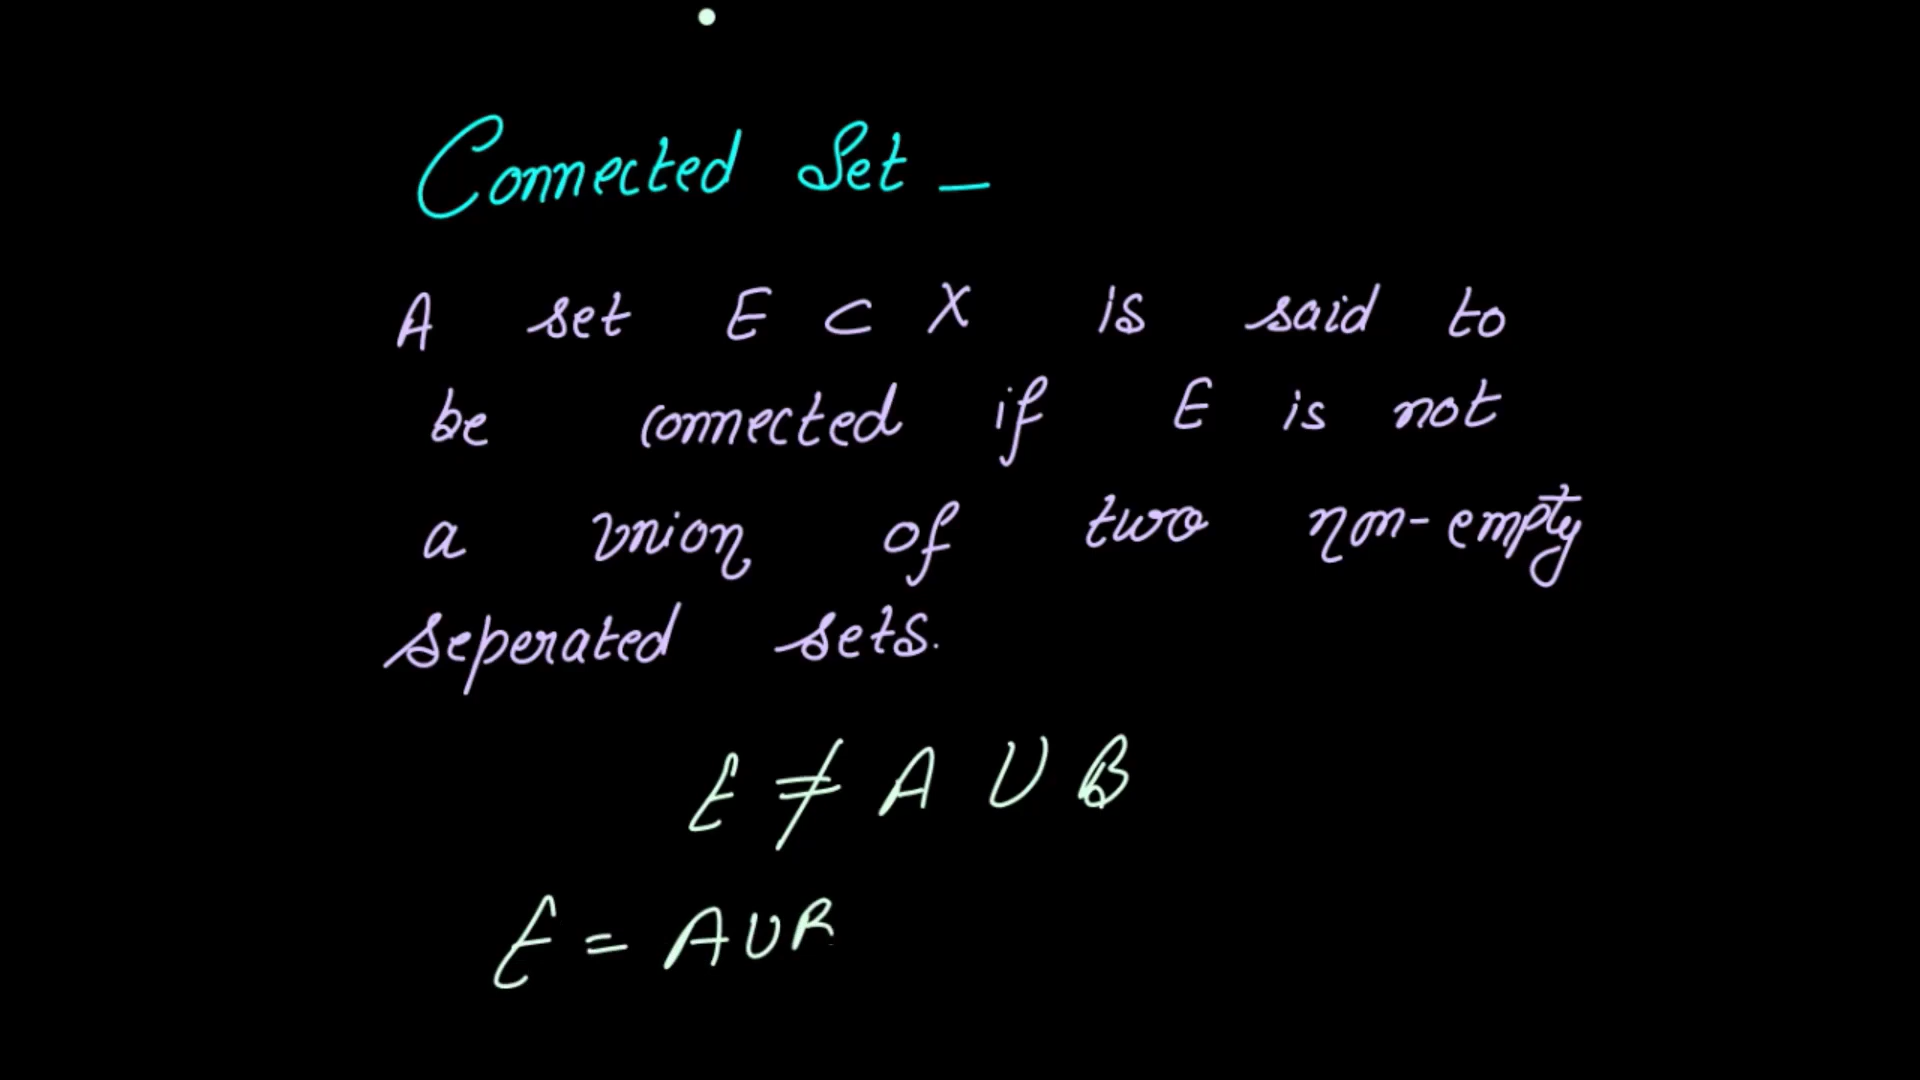 Connected Set -
A set E ⊂ X is said to
be connected if E is not
a union of two non-empty
seperated sets.
E ≠ A ∪ B
E = A ∪ B